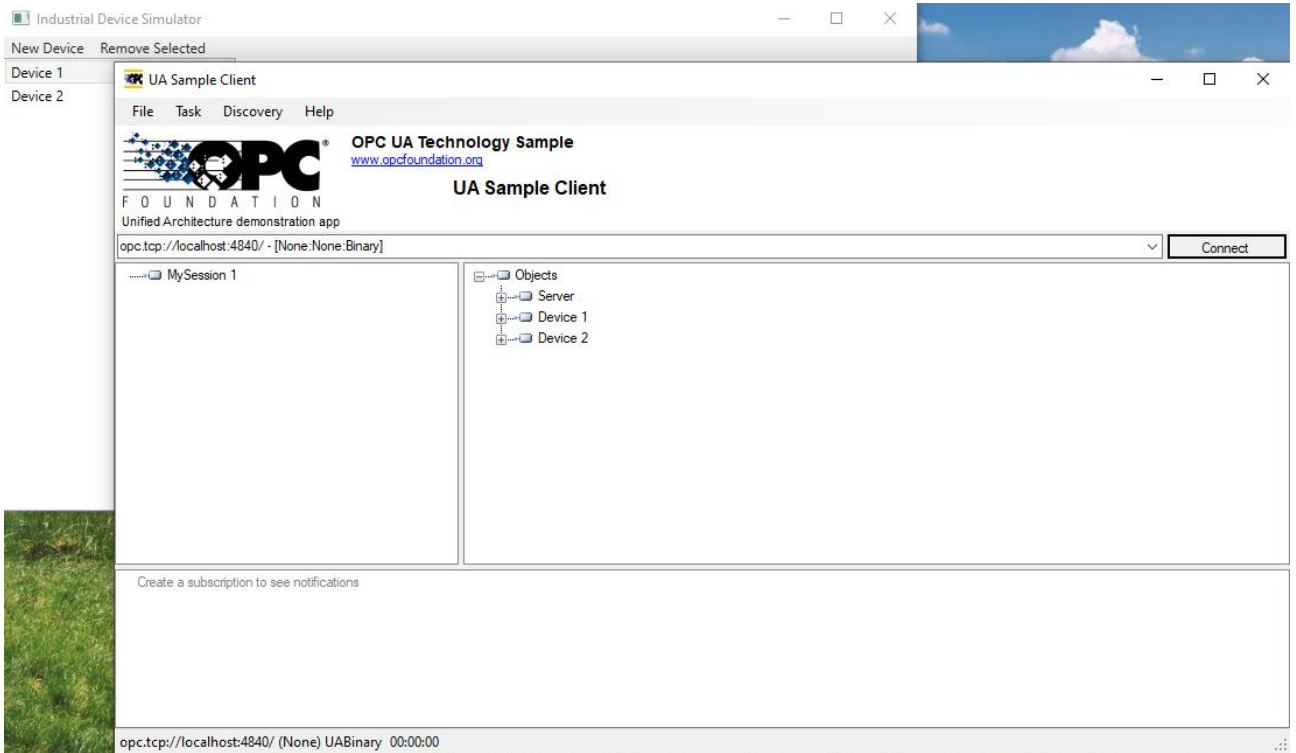 Industrial Device Simulator
New Device Remove Selected
Device 1
Device 2
UA Sample Client
File Task Discovery Help
OPC
®
FOUNDATION
Unified Architecture demonstration app
OPC UA Technology Sample
www.opcfoundation.org
UA Sample Client
opc.tcp://localhost:4840/ - [None:None:Binary]
Connect
MySession 1
Objects
Server
Device 1
Device 2
Create a subscription to see notifications
opc.tcp://localhost:4840/ (None) UABinary 00:00:00